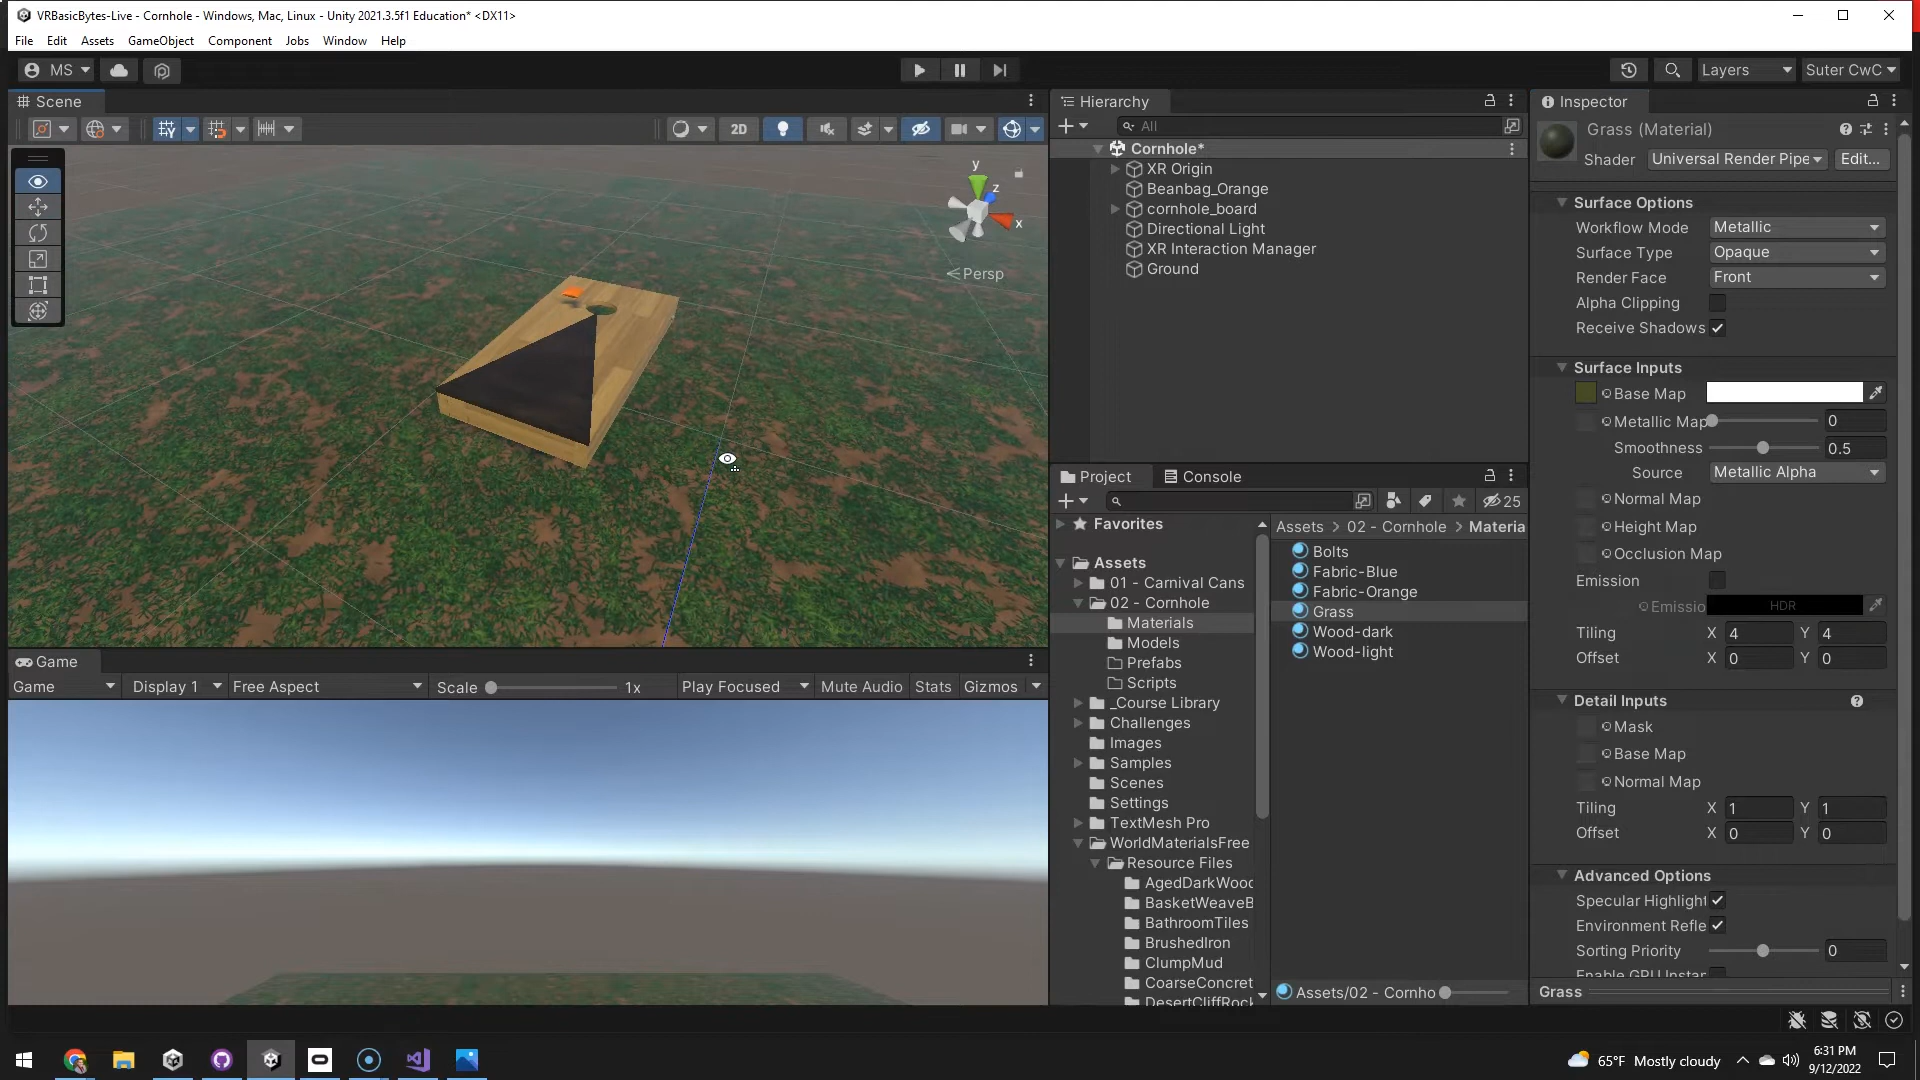 VRBasicBytes-Live - Cornhole - Windows, Mac, Linux - Unity 2021.3.5f1 Education* <DX11>
File Edit Assets GameObject Component Jobs Window Help
MS
Layers
Suter CwC
Scene
2D
y
z
x
Persp
Game
Game
Display 1
Free Aspect
Scale
1x
Play Focused
Mute Audio
Stats
Gizmos
Hierarchy
All
Cornhole*
XR Origin
Beanbag_Orange
cornhole_board
Directional Light
XR Interaction Manager
Ground
Project
Console
25
Favorites
Assets
01 - Carnival Cans
02 - Cornhole
Materials
Models
Prefabs
Scripts
_Course Library
Challenges
Images
Samples
Scenes
Settings
TextMesh Pro
WorldMaterialsFree
Resource Files
AgedDarkWood
BasketWeaveB
BathroomTiles
BrushedIron
ClumpMud
CoarseConcret
DesertCliffRock
Assets > 02 - Cornhole > Materia
Bolts
Fabric-Blue
Fabric-Orange
Grass
Wood-dark
Wood-light
Assets/02 - Cornho
Inspector
Grass (Material)
Shader Universal Render Pipe Edit...
Surface Options
Workflow Mode Metallic
Surface Type Opaque
Render Face Front
Alpha Clipping
Receive Shadows
Surface Inputs
Base Map
Metallic Map 0
Smoothness 0.5
Source Metallic Alpha
Normal Map
Height Map
Occlusion Map
Emission
Emissio HDR
Tiling X 4 Y 4
Offset X 0 Y 0
Detail Inputs
Mask
Base Map
Normal Map
Tiling X 1 Y 1
Offset X 0 Y 0
Advanced Options
Specular Highlight
Environment Refle
Sorting Priority 0
Enable GPU Instar
Grass
65°F Mostly cloudy
6:31 PM
9/12/2022